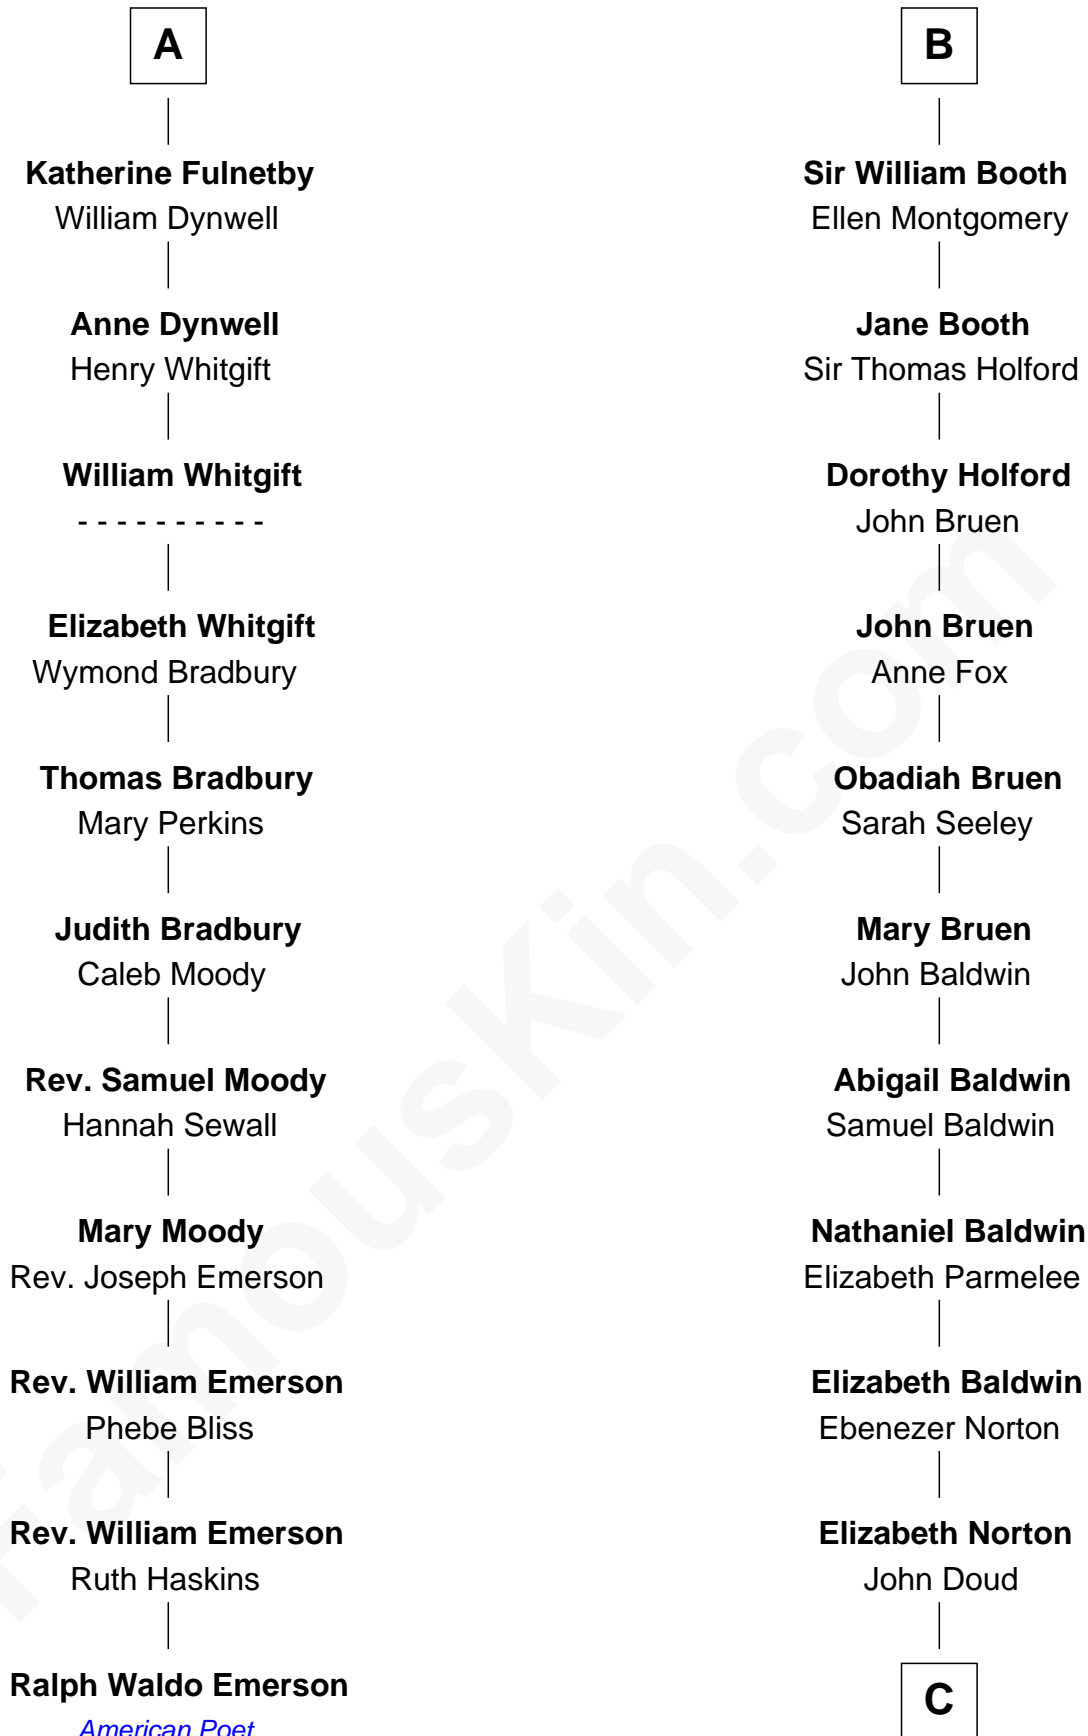 A
Katherine Fulnetby
William Dynwell
Anne Dynwell
Henry Whitgift
William Whitgift
- - - - - - - - - -
Elizabeth Whitgift
Wymond Bradbury
Thomas Bradbury
Mary Perkins
Judith Bradbury
Caleb Moody
Rev. Samuel Moody
Hannah Sewall
Mary Moody
Rev. Joseph Emerson
Rev. William Emerson
Phebe Bliss
Rev. William Emerson
Ruth Haskins
Ralph Waldo Emerson
American Poet
B
Sir William Booth
Ellen Montgomery
Jane Booth
Sir Thomas Holford
Dorothy Holford
John Bruen
John Bruen
Anne Fox
Obadiah Bruen
Sarah Seeley
Mary Bruen
John Baldwin
Abigail Baldwin
Samuel Baldwin
Nathaniel Baldwin
Elizabeth Parmelee
Elizabeth Baldwin
Ebenezer Norton
Elizabeth Norton
John Doud
C
FamousKin.com